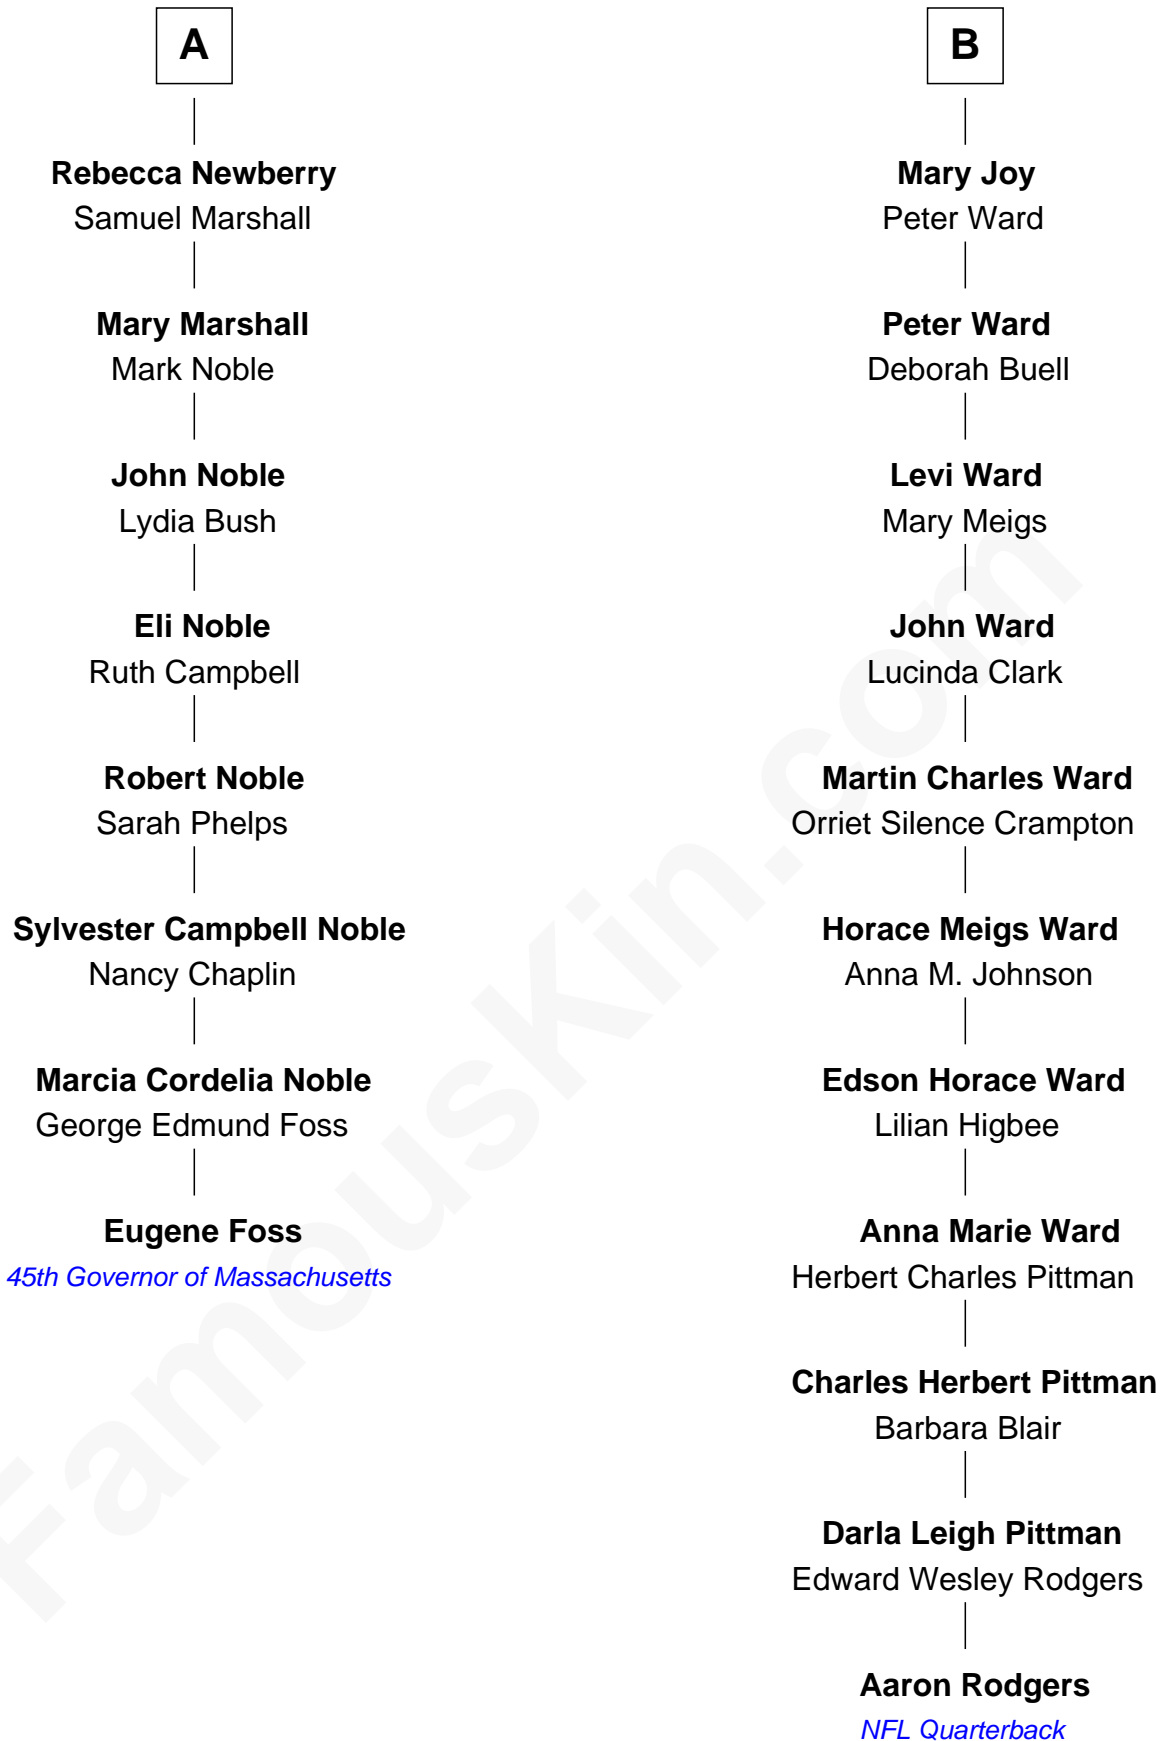 A
Rebecca Newberry
Samuel Marshall
Mary Marshall
Mark Noble
John Noble
Lydia Bush
Eli Noble
Ruth Campbell
Robert Noble
Sarah Phelps
Sylvester Campbell Noble
Nancy Chaplin
Marcia Cordelia Noble
George Edmund Foss
Eugene Foss
45th Governor of Massachusetts
B
Mary Joy
Peter Ward
Peter Ward
Deborah Buell
Levi Ward
Mary Meigs
John Ward
Lucinda Clark
Martin Charles Ward
Orriet Silence Crampton
Horace Meigs Ward
Anna M. Johnson
Edson Horace Ward
Lilian Higbee
Anna Marie Ward
Herbert Charles Pittman
Charles Herbert Pittman
Barbara Blair
Darla Leigh Pittman
Edward Wesley Rodgers
Aaron Rodgers
NFL Quarterback
FamousKin.com